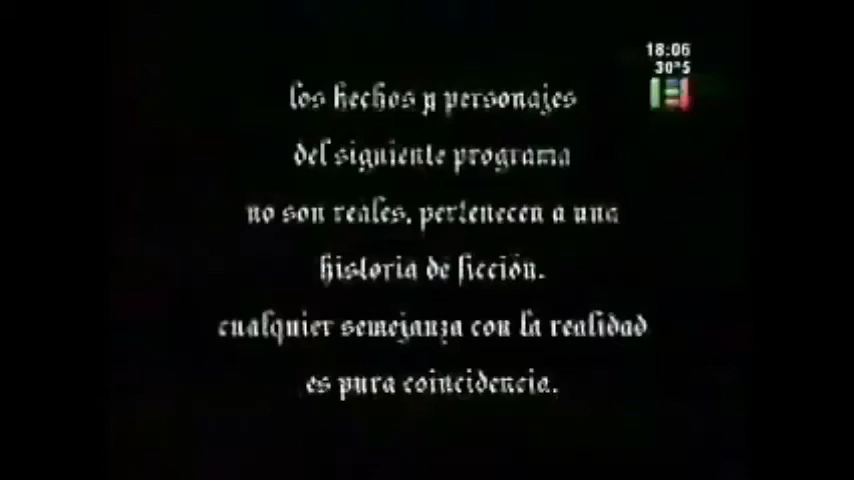 18:06
30°5
los hechos y personajes
del siguiente programa
no son reales, pertenecen a una
historia de ficción.
cualquier semejanza con la realidad
es pura coincidencia.